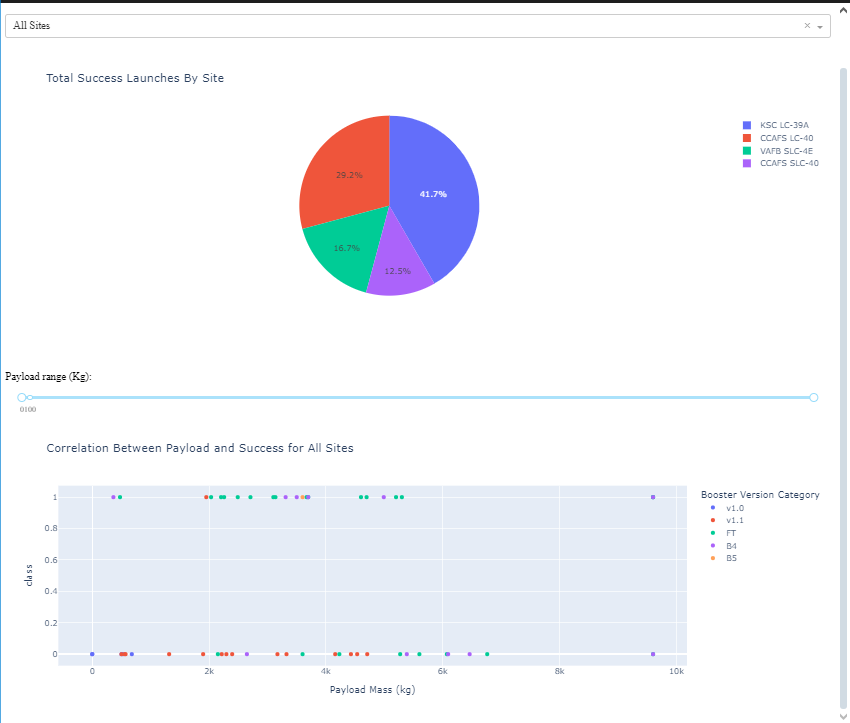 All Sites
Total Success Launches By Site
KSC LC-39A
CCAFS LC-40
VAFB SLC-4E
CCAFS SLC-40
29.2%
41.7%
16.7%
12.5%
Payload range (Kg):
0100
Correlation Between Payload and Success for All Sites
Booster Version Category
v1.0
v1.1
FT
B4
B5
class
1
0.8
0.6
0.4
0.2
0
0 2k 4k 6k 8k 10k
Payload Mass (kg)